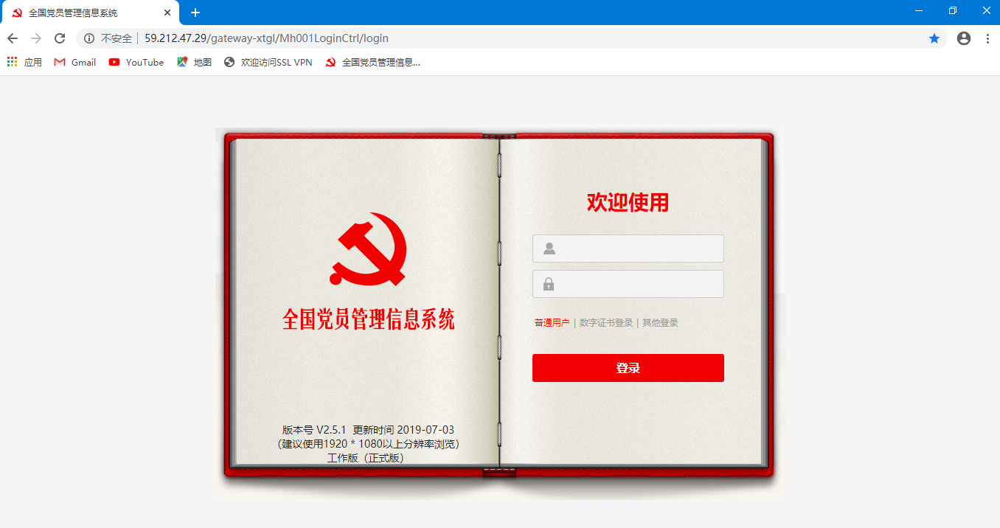 全国党员管理信息系统
不安全 59.212.47.29/gateway-xtgl/Mh001LoginCtrl/login
应用 Gmail YouTube 地图 欢迎访问SSL VPN 全国党员管理信息...
全国党员管理信息系统
版本号 V2.5.1 更新时间 2019-07-03
（建议使用1920 * 1080以上分辨率浏览）
工作版（正式版）
欢迎使用
普通用户 | 数字证书登录 | 其他登录
登录